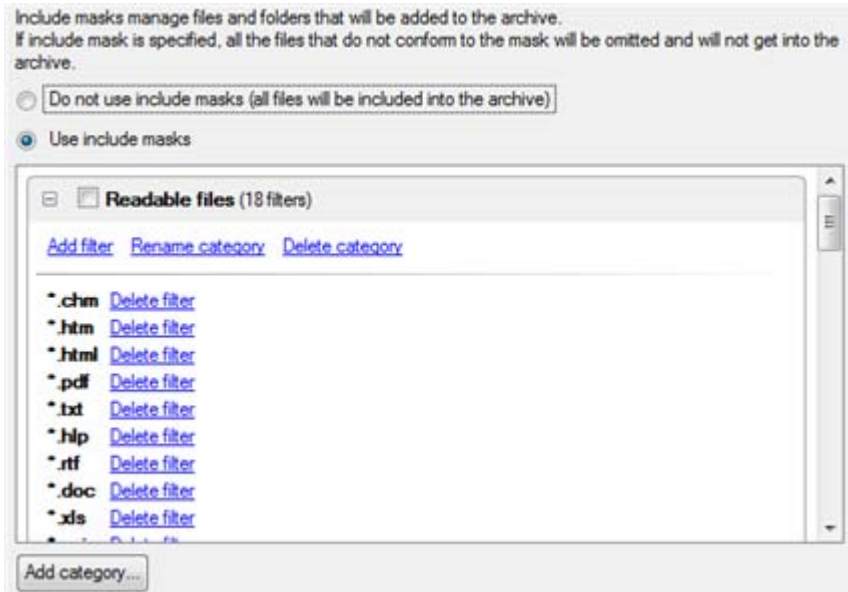 Include masks manage files and folders that will be added to the archive.
If include mask is specified, all the files that do not conform to the mask will be omitted and will not get into the
archive.
Do not use include masks (all files will be included into the archive)
Use include masks
Readable files (18 filters)
Add filter Rename category Delete category
*.chm Delete filter
*.htm Delete filter
*.html Delete filter
*.pdf Delete filter
*.txt Delete filter
*.hlp Delete filter
*.rtf Delete filter
*.doc Delete filter
*.xls Delete filter
Add category...